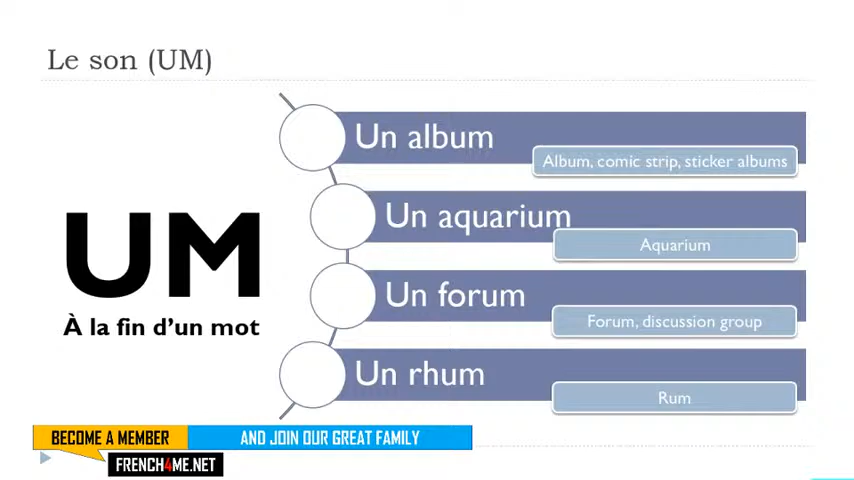 Le son (UM)
Un album
Album, comic strip, sticker albums
Un aquarium
Aquarium
UM
À la fin d'un mot
Un forum
Forum, discussion group
Un rhum
Rum
BECOME A MEMBER
AND JOIN OUR GREAT FAMILY
FRENCH4ME.NET